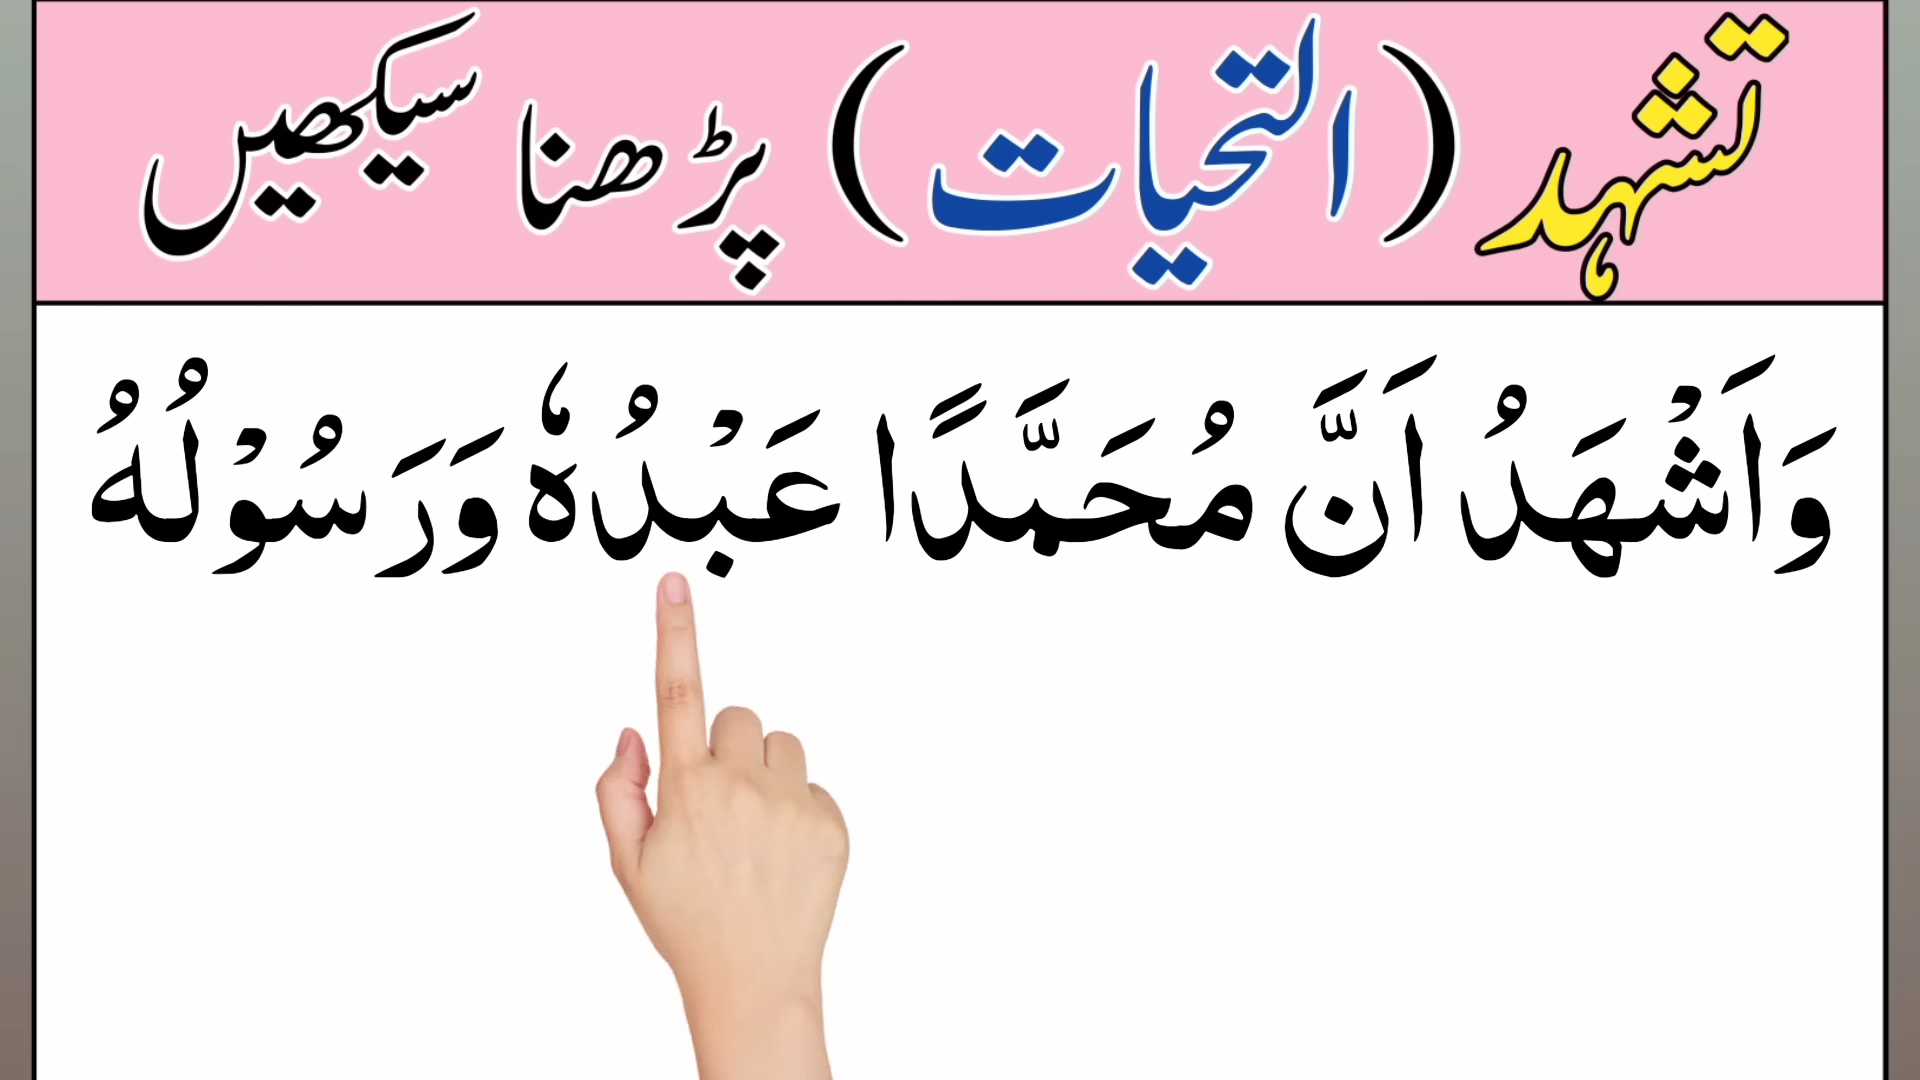 تشہد (التحیات) پڑھنا سیکھیں
وَاَشْهَدُ اَنَّ مُحَمَّدًا عَبْدُهٗ وَرَسُوْلُهُ